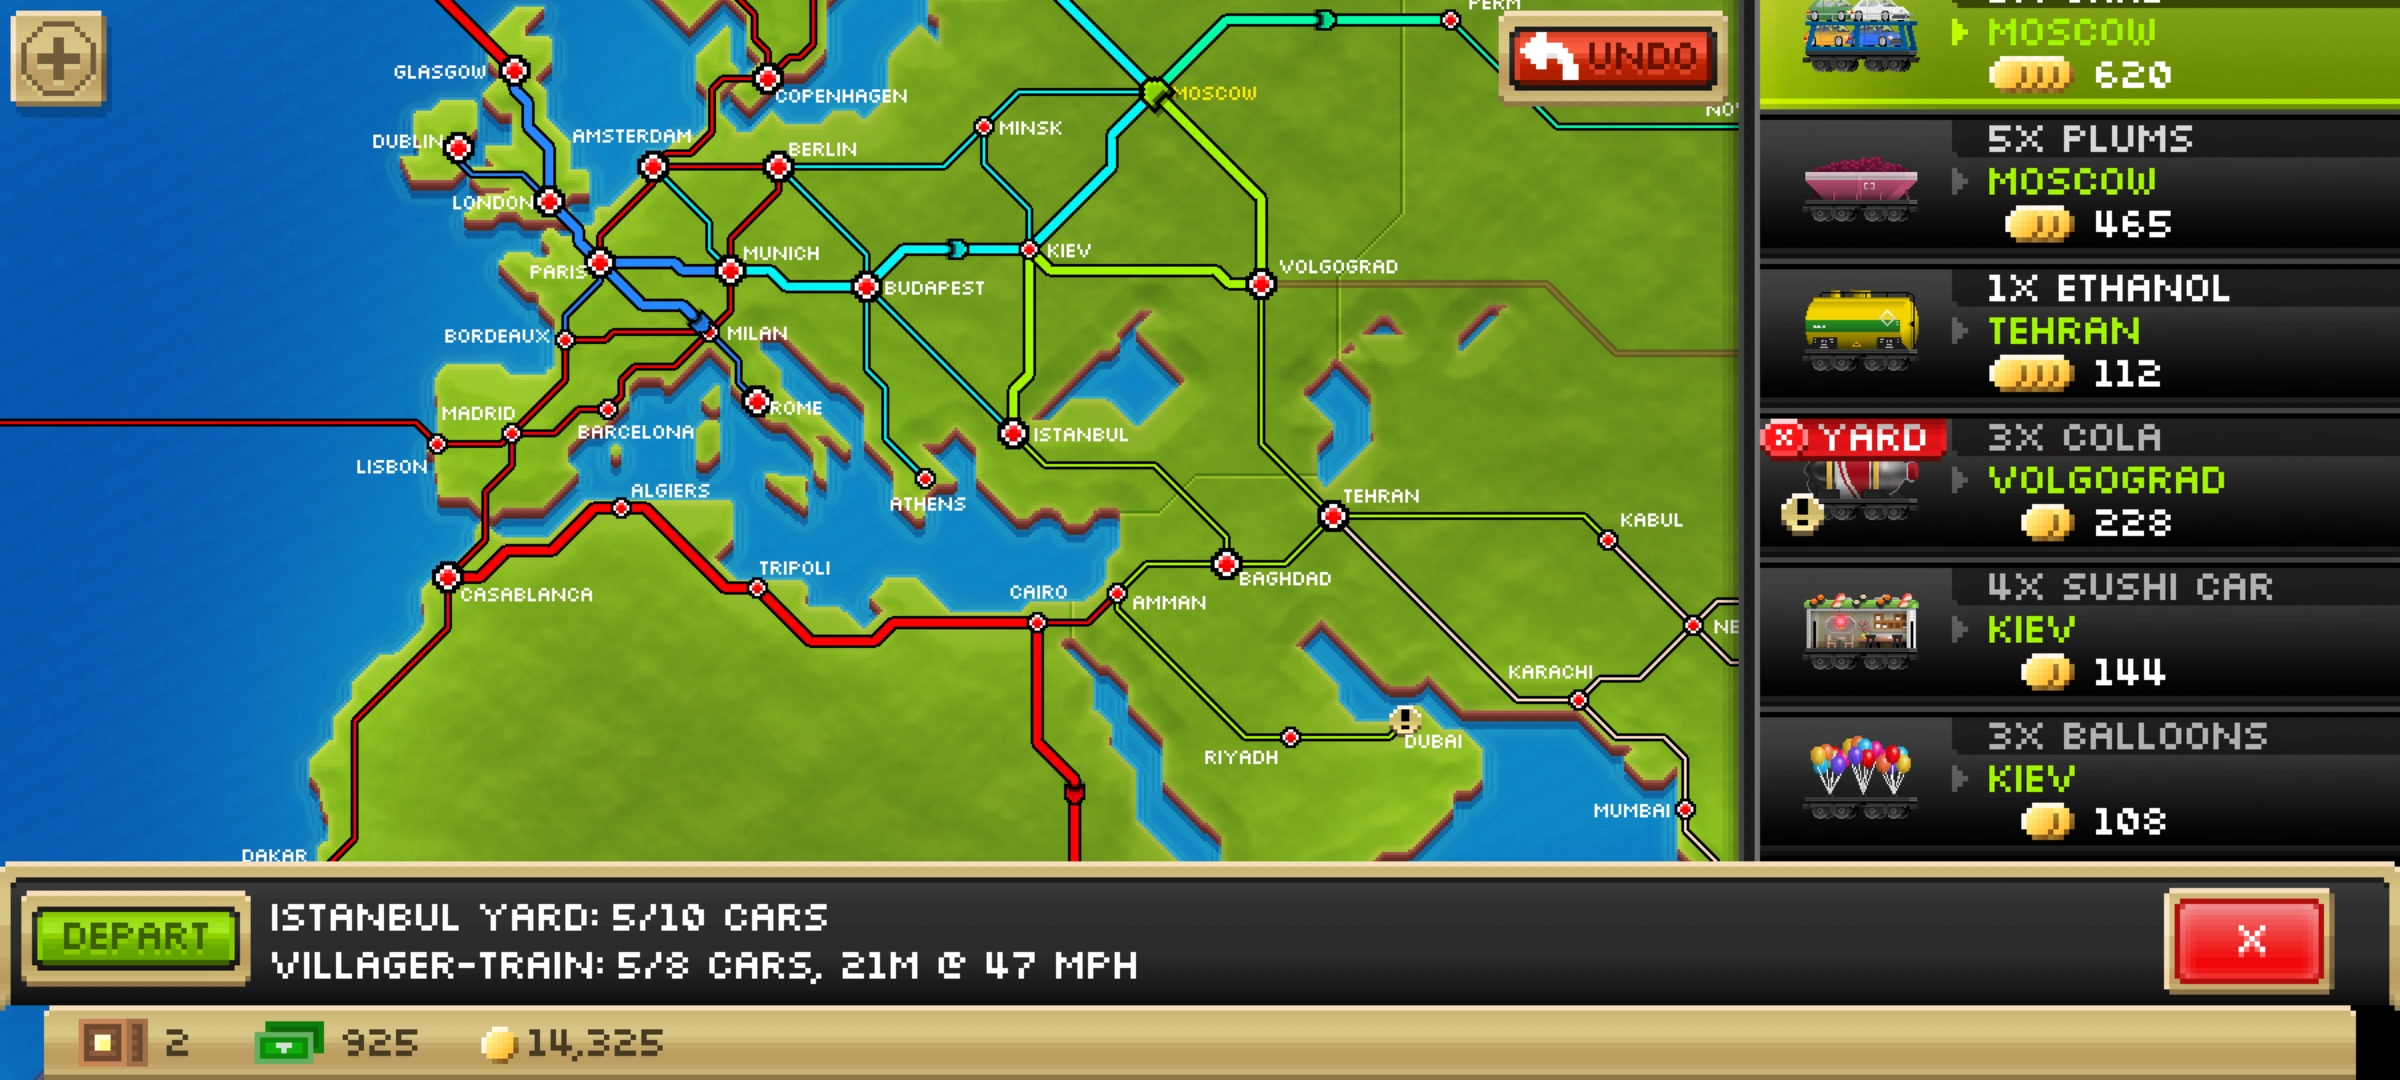 PERM
UNDO
GLASGOW
COPENHAGEN
MOSCOW
MINSK
DUBLIN
AMSTERDAM
BERLIN
LONDON
PARIS
MUNICH
KIEV
VOLGOGRAD
BUDAPEST
BORDEAUX
MILAN
MADRID
ROME
BARCELONA
ISTANBUL
LISBON
ALGIERS
ATHENS
TEHRAN
KABUL
TRIPOLI
CASABLANCA
CAIRO
AMMAN
BAGHDAD
KARACHI
RIYADH
DUBAI
MUMBAI
DAKAR
MOSCOW
620
5X PLUMS
MOSCOW
465
1X ETHANOL
TEHRAN
112
YARD
3X COLA
VOLGOGRAD
228
4X SUSHI CAR
KIEV
144
3X BALLOONS
KIEV
108
DEPART
ISTANBUL YARD: 5/10 CARS
VILLAGER-TRAIN: 5/8 CARS, 21M @ 47 MPH
X
2
925
14,325